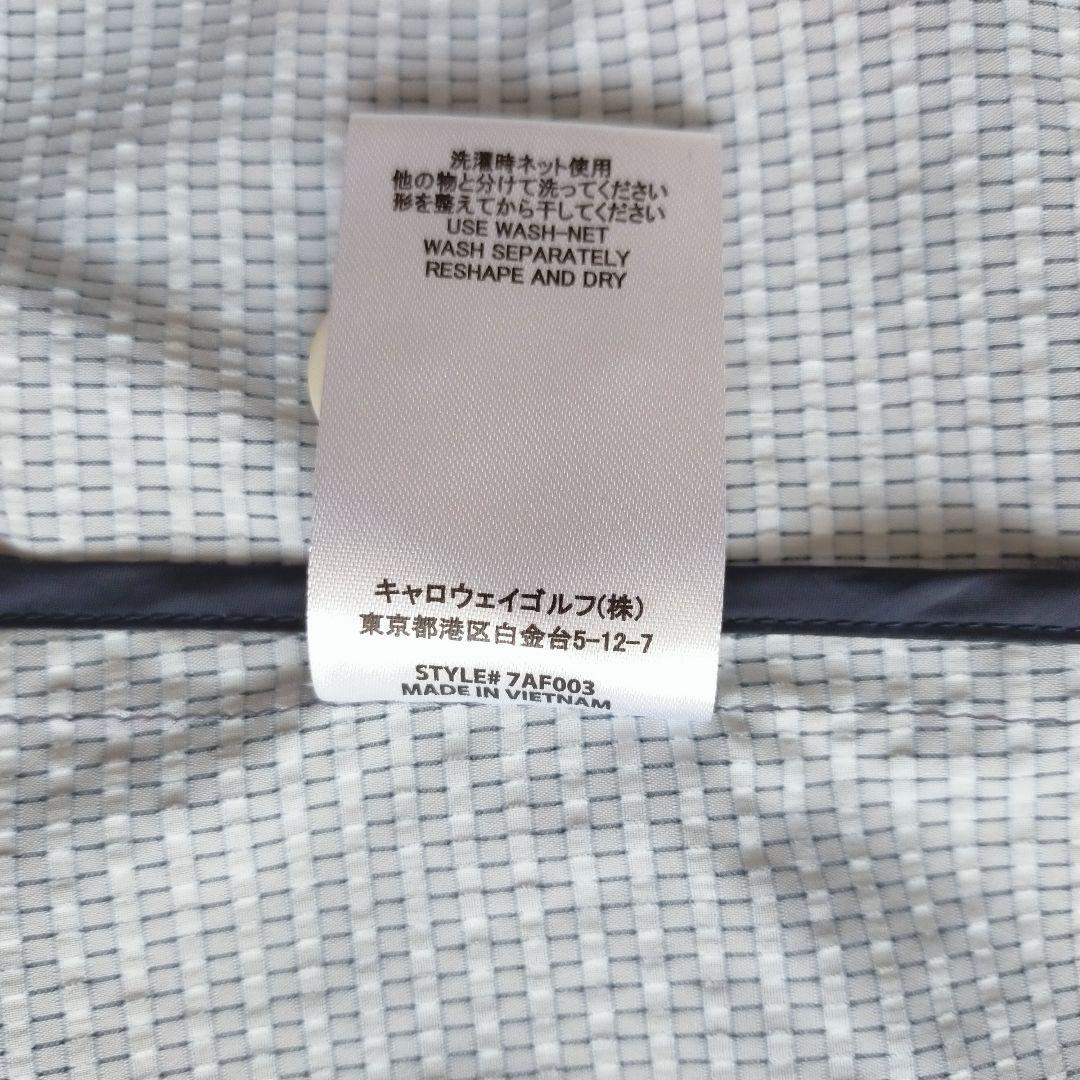 洗濯時ネット使用
他の物と分けて洗ってください
形を整えてから干してください
USE WASH-NET
WASH SEPARATELY
RESHAPE AND DRY
キャロウェイゴルフ(株)
東京都港区白金台5-12-7
STYLE# 7AF003
MADE IN VIETNAM